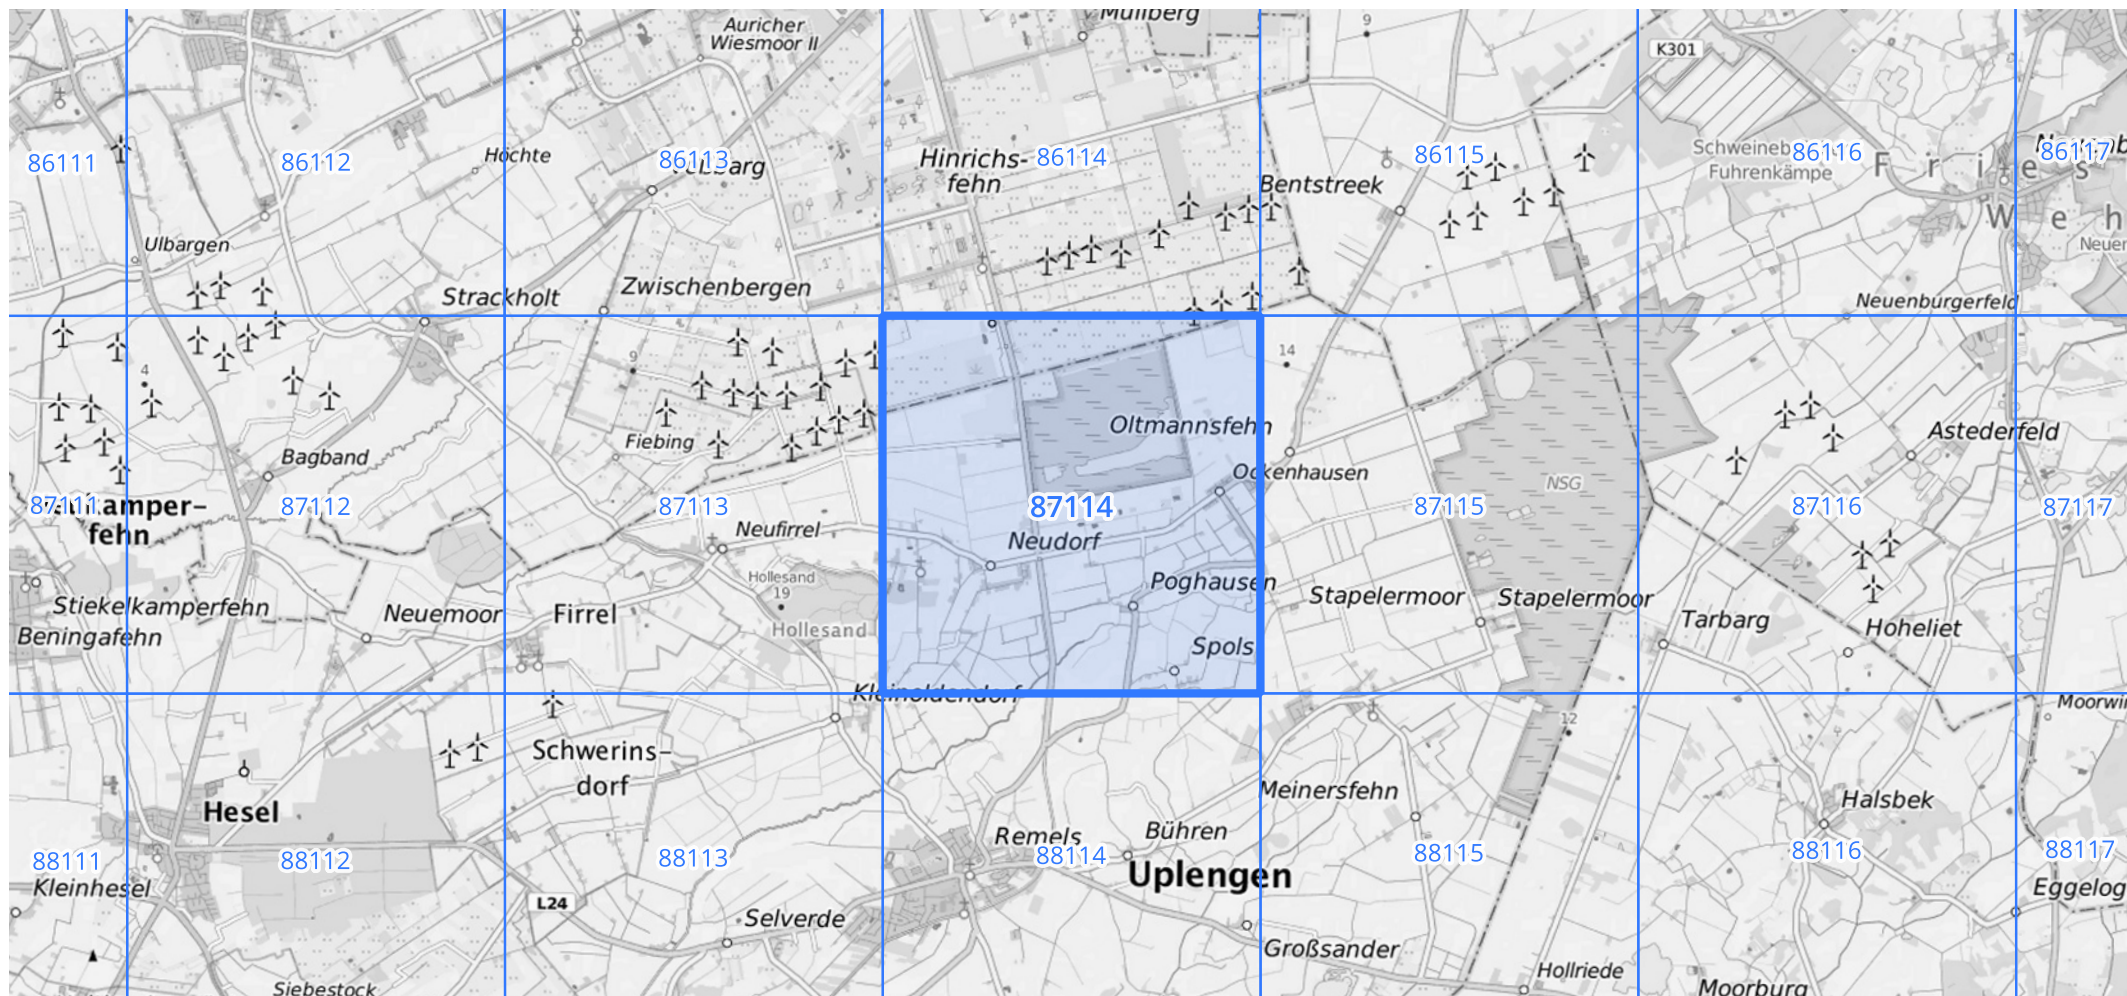 Mullberg
Auricher
Wiesmoor II
9
K301
86111
86112
86113
86114
86115
86116
86117
Höchte
Hinrichs-
fehn
Bentstreek
Schweineb
Fuhrenkämpe
F r i e s
W e h
Neuen
Ulbargen
Strackholt
Zwischenbergen
Neuenburgerfeld
4
9
14
Oltmannsfehn
Fiebing
Bagband
Ockenhausen
NSG
Astederfeld
87111
87112
87113
87114
87115
87116
87117
kamper-
fehn
Neufirrel
Neudorf
Hollesand
19
Hollesand
Poghausen
Stiekelkamperfehn
Beningafehn
Neuemoor
Firrel
Stapelermoor
Stapelermoor
Tarbarg
Hoheliet
Spols
Kleinoldendorf
Moorwi
12
Schwerins-
dorf
Hesel
Meinersfehn
Halsbek
Remels
Bühren
88111
88112
88113
88114
88115
88116
88117
Kleinhesel
Uplengen
Eggelog
L24
Selverde
Großsander
Hollriede
Siebestock
Moorburg